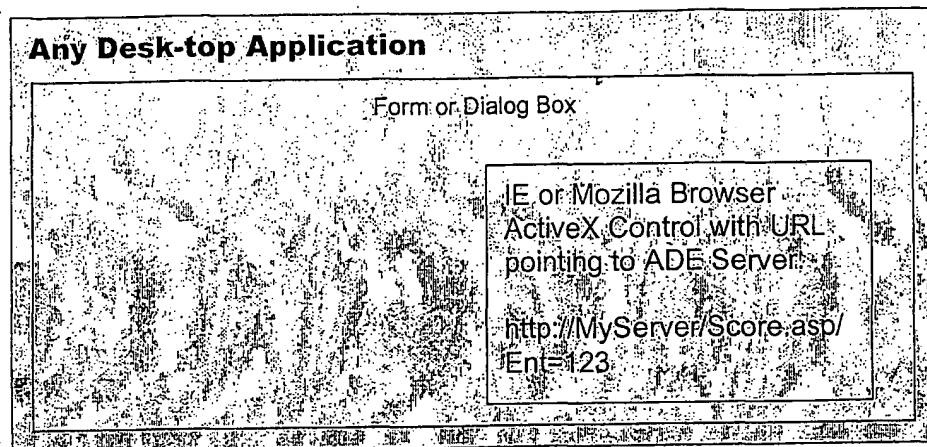 Any Desk-top Application
Form or Dialog Box
IE or Mozilla Browser
ActiveX Control with URL
pointing to ADE Server.
http://MyServer/Score.asp/
Ent=123